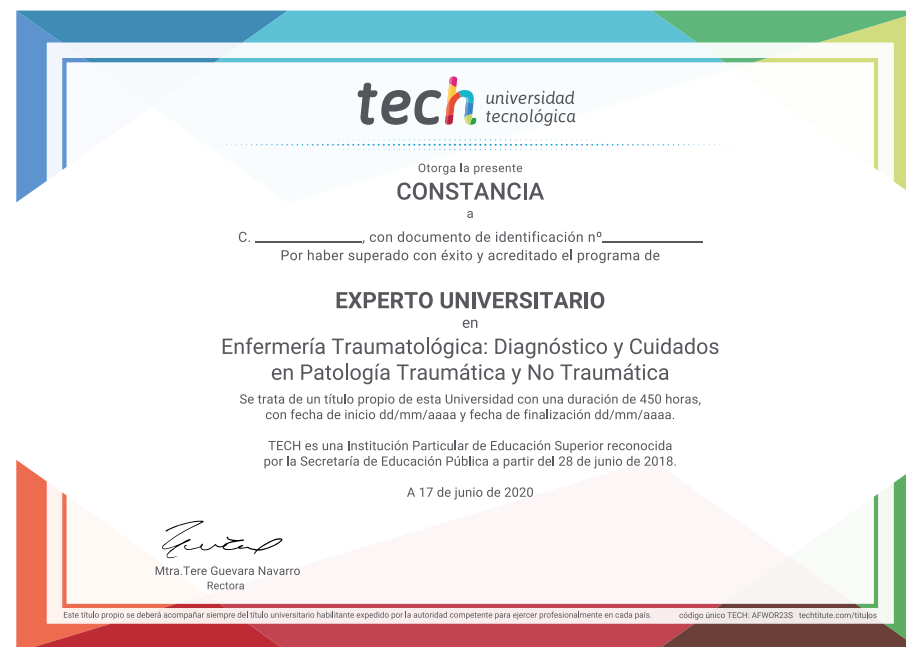 tech universidad
tecnológica
Otorga la presente
CONSTANCIA
a
C. ______________, con documento de identificación nº______________
Por haber superado con éxito y acreditado el programa de
EXPERTO UNIVERSITARIO
en
Enfermería Traumatológica: Diagnóstico y Cuidados
en Patología Traumática y No Traumática
Se trata de un título propio de esta Universidad con una duración de 450 horas,
con fecha de inicio dd/mm/aaaa y fecha de finalización dd/mm/aaaa.
TECH es una Institución Particular de Educación Superior reconocida
por la Secretaría de Educación Pública a partir del 28 de junio de 2018.
A 17 de junio de 2020
Mtra.Tere Guevara Navarro
Rectora
Este título propio se deberá acompañar siempre del título universitario habilitante expedido por la autoridad competente para ejercer profesionalmente en cada país. código único TECH: AFWOR23S techtitute.com/titulos